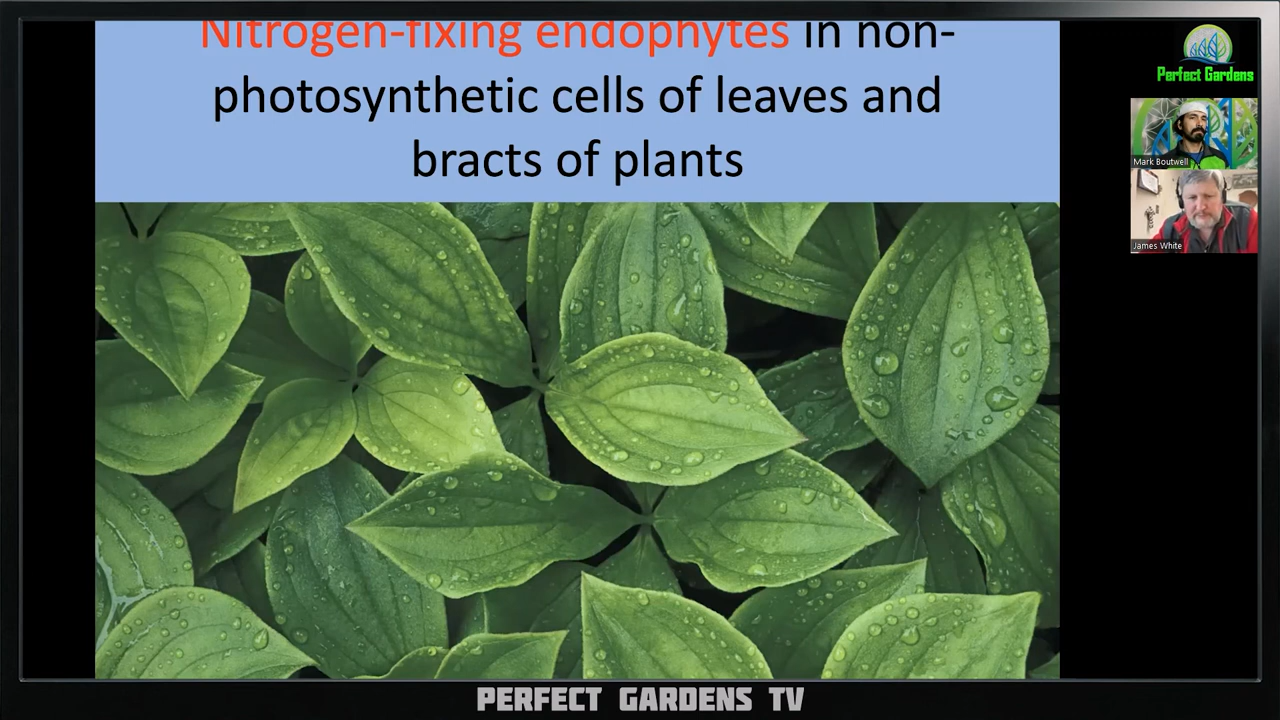 Nitrogen-fixing endophytes in non-
photosynthetic cells of leaves and
bracts of plants
Perfect Gardens
Mark Boutwell
James White
PERFECT GARDENS TV